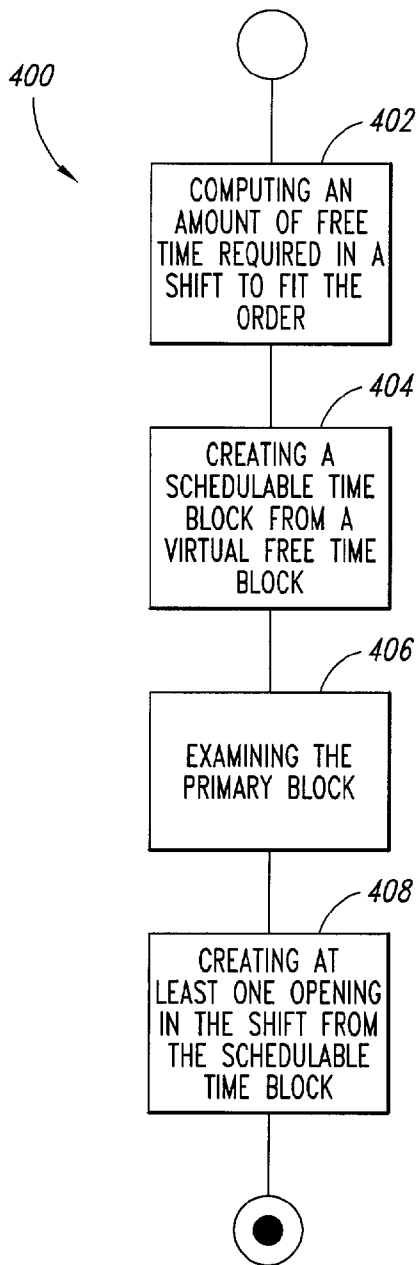 400
402
COMPUTING AN
AMOUNT OF FREE
TIME REQUIRED IN A
SHIFT TO FIT THE
ORDER
404
CREATING A
SCHEDULABLE TIME
BLOCK FROM A
VIRTUAL FREE TIME
BLOCK
406
EXAMINING THE
PRIMARY BLOCK
408
CREATING AT
LEAST ONE OPENING
IN THE SHIFT FROM
THE SCHEDULABLE
TIME BLOCK